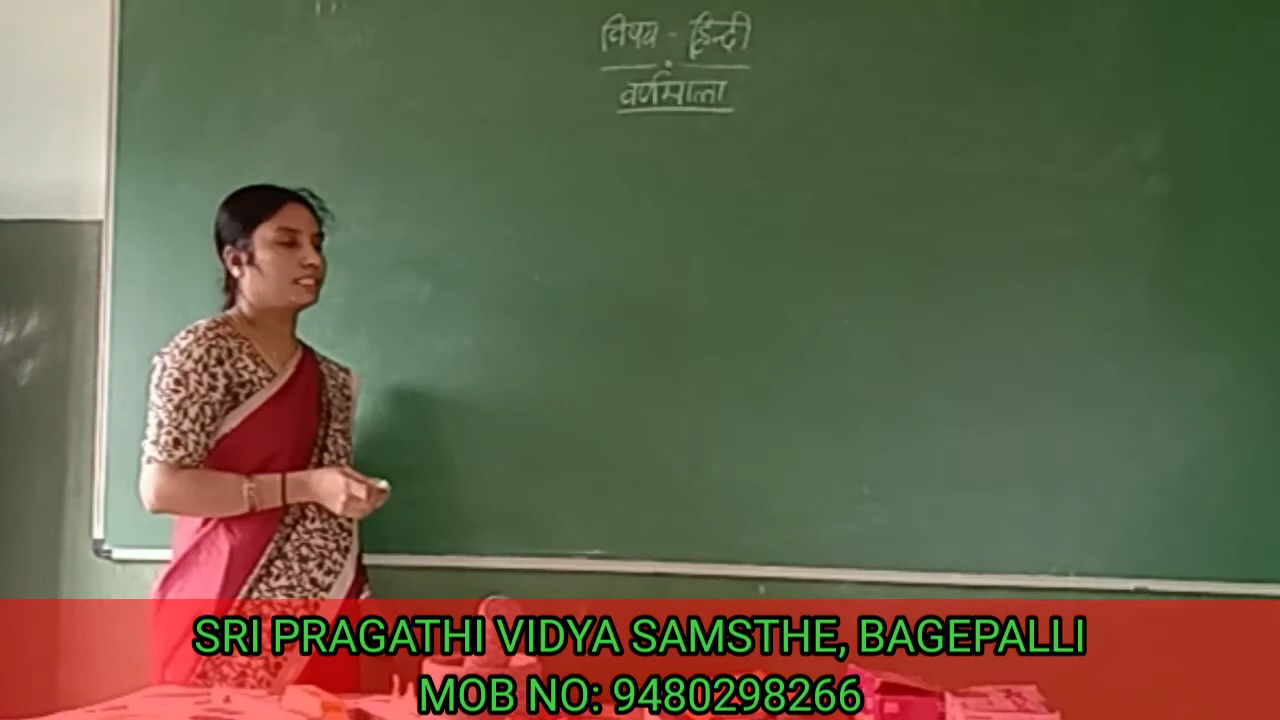 विषय - हिन्दी
वर्णमाला
SRI PRAGATHI VIDYA SAMSTHE, BAGEPALLI
MOB NO: 9480298266